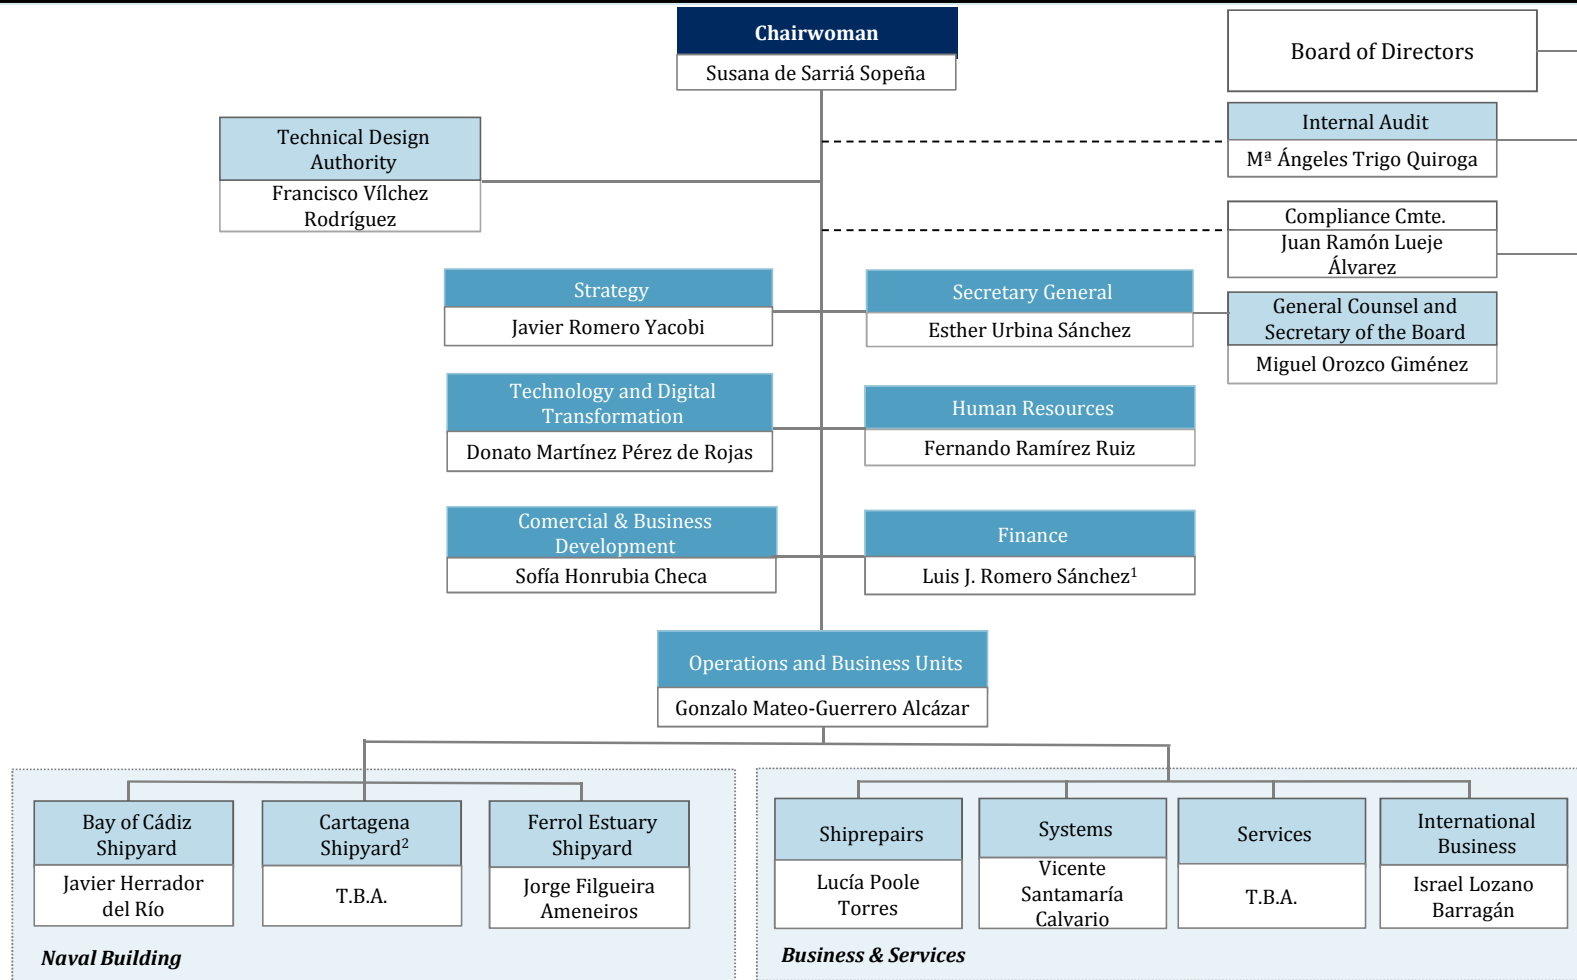 Chairwoman
Susana de Sarriá Sopeña
Board of Directors
Technical Design
Authority
Francisco Vílchez
Rodríguez
Internal Audit
Mª Ángeles Trigo Quiroga
Compliance Cmte.
Juan Ramón Lueje
Álvarez
Strategy
Javier Romero Yacobi
Secretary General
Esther Urbina Sánchez
General Counsel and
Secretary of the Board
Miguel Orozco Giménez
Technology and Digital
Transformation
Donato Martínez Pérez de Rojas
Human Resources
Fernando Ramírez Ruiz
Comercial & Business
Development
Sofía Honrubia Checa
Finance
Luis J. Romero Sánchez¹
Operations and Business Units
Gonzalo Mateo-Guerrero Alcázar
Bay of Cádiz
Shipyard
Javier Herrador
del Río
Cartagena
Shipyard²
T.B.A.
Ferrol Estuary
Shipyard
Jorge Filgueira
Ameneiros
Naval Building
Shiprepairs
Lucía Poole
Torres
Systems
Vicente
Santamaría
Calvario
Services
T.B.A.
International
Business
Israel Lozano
Barragán
Business & Services